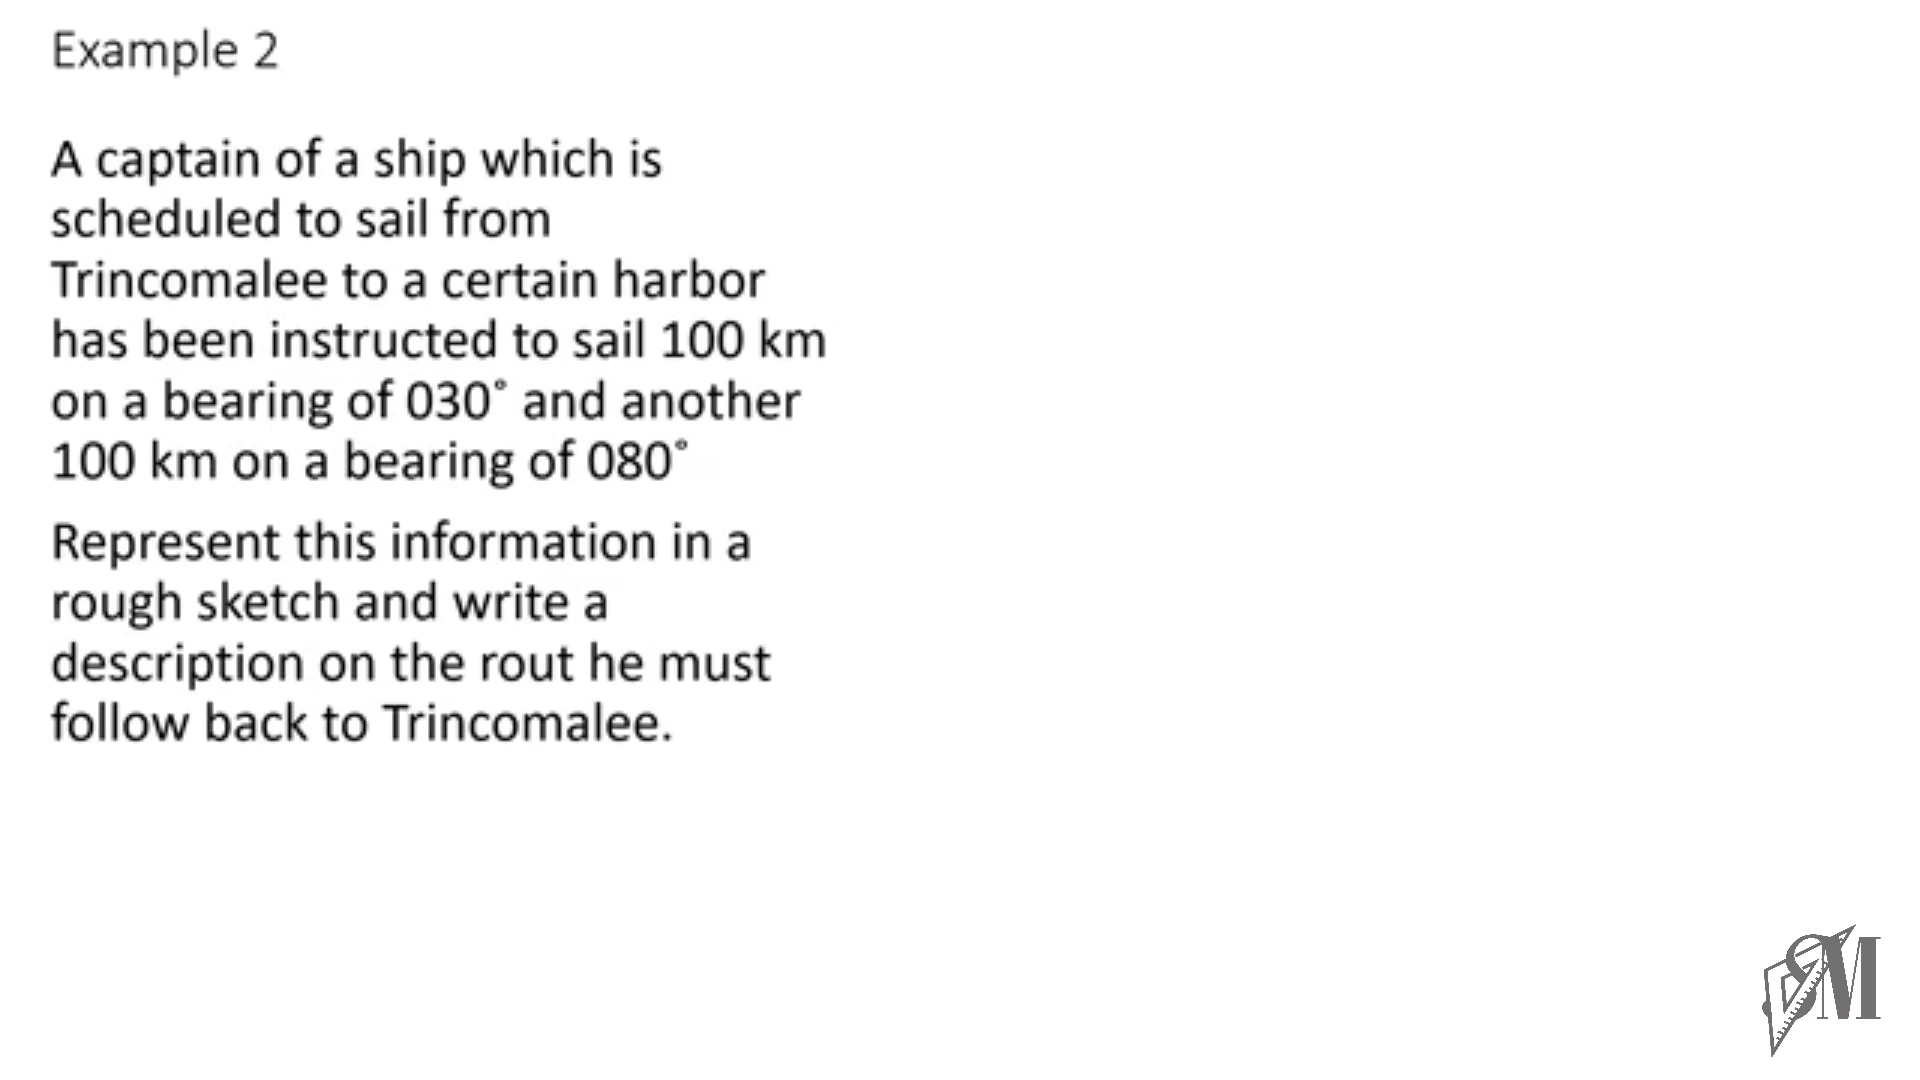 Example 2
A captain of a ship which is
scheduled to sail from
Trincomalee to a certain harbor
has been instructed to sail 100 km
on a bearing of 030˚ and another
100 km on a bearing of 080˚
Represent this information in a
rough sketch and write a
description on the rout he must
follow back to Trincomalee.
SM